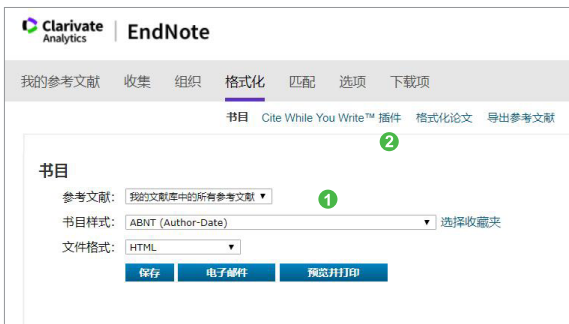 Clarivate
Analytics
EndNote
我的参考文献 收集 组织 格式化 匹配 选项 下载项
书目 Cite While You Write™ 插件 格式化论文 导出参考文献
2
书目
参考文献: 我的文献库中的所有参考文献 ▼
1
书目样式: ABNT (Author-Date) ▼ 选择收藏夹
文件格式: HTML ▼
保存 电子邮件 预览并打印